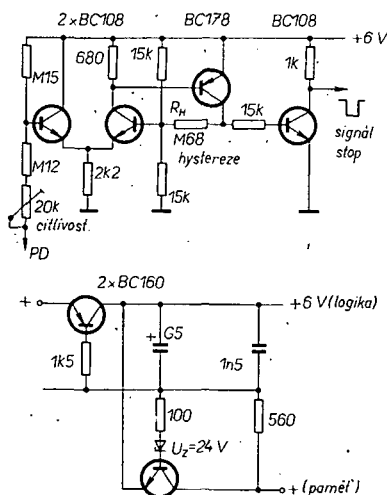 2×BC108
BC178
BC108
+6 V
M15
680
15k
1k
R_H
M68
hystereze
15k
signál
stop
M12
2k2
15k
20k
citlivost.
PD
2×BC160
+
+6 V (logika)
G5
+
1n5
1k5
100
560
U_Z=24 V
+(paměť)